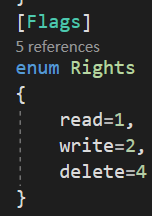 }
[Flags]
5 references
enum Rights
{
read=1,
write=2,
delete=4
}